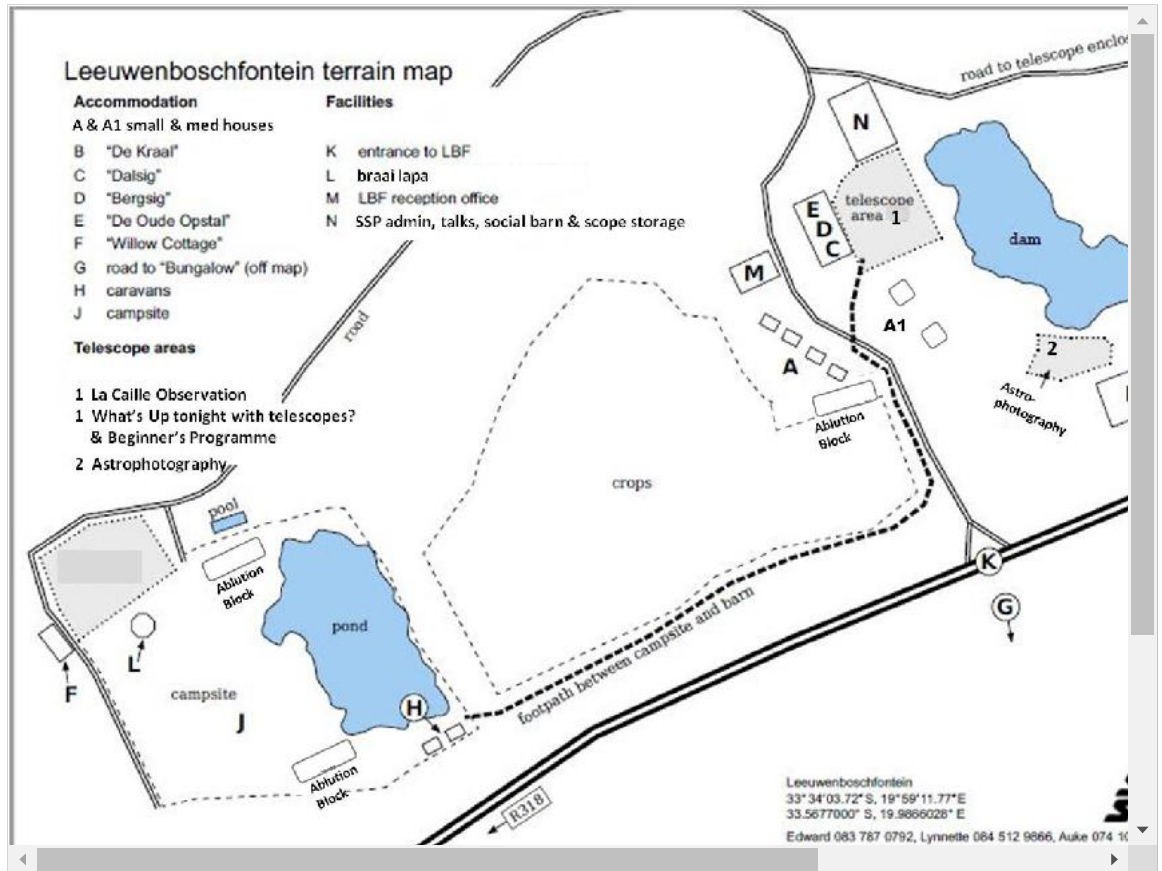 Leeuwenboschfontein terrain map
Accommodation
A & A1 small & med houses
B "De Kraal"
C "Dalsig"
D "Bergsig"
E "De Oude Opstal"
F "Willow Cottage"
G road to "Bungalow" (off map)
H caravans
J campsite
Facilities
K entrance to LBF
L braai lapa
M LBF reception office
N SSP admin, talks, social barn & scope storage
Telescope areas
1 La Caille Observation
1 What's Up tonight with telescopes?
& Beginner's Programme
2 Astrophotography
road to telescope
N
telescope
area 1
E
D
C
dam
M
A1
A
2
Astro-
photography
Ablution
Block
road
crops
pool
Ablution
Block
pond
L
F
campsite
J
H
Ablution
Block
footpath between campsite and barn
K
G
R318
Leeuwenboschfontein
33°34'03.72" S, 19°59'11.77" E
33.5677000° S, 19.9866028° E
Edward 083 787 0792, Lynnette 084 512 9866, Auke 074 10